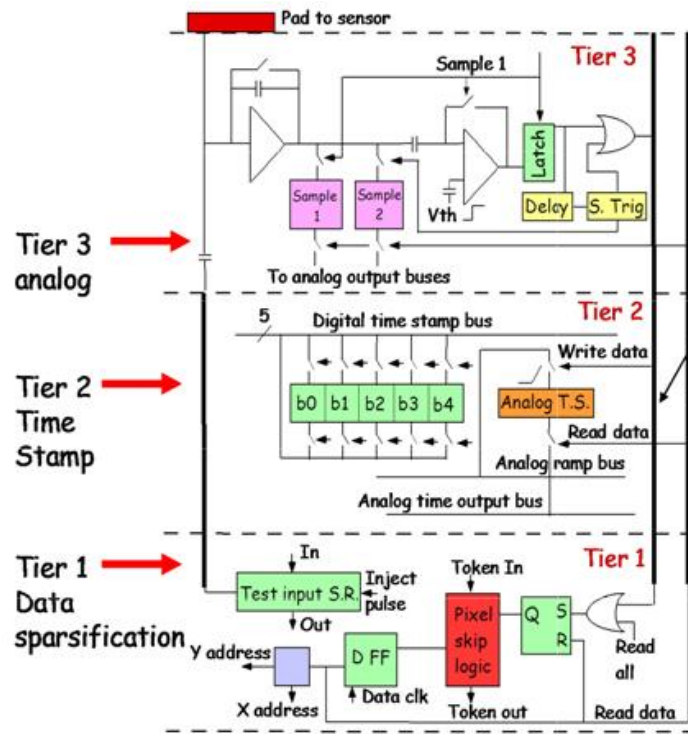 Pad to sensor
Tier 3
Sample 1
Latch
Sample
1
Sample
2
Vth
Delay
S. Trig
To analog output buses
Tier 3
analog
Tier 2
5
Digital time stamp bus
Write data
b0 b1 b2 b3 b4
Analog T.S.
Read data
Analog ramp bus
Analog time output bus
Tier 2
Time
Stamp
Tier 1
In
Token In
Test input S.R.
Inject
pulse
Out
Pixel
skip
logic
Q S
R
Read
all
Y address
D FF
Data clk
X address
Token out
Read data
Tier 1
Data
sparsification